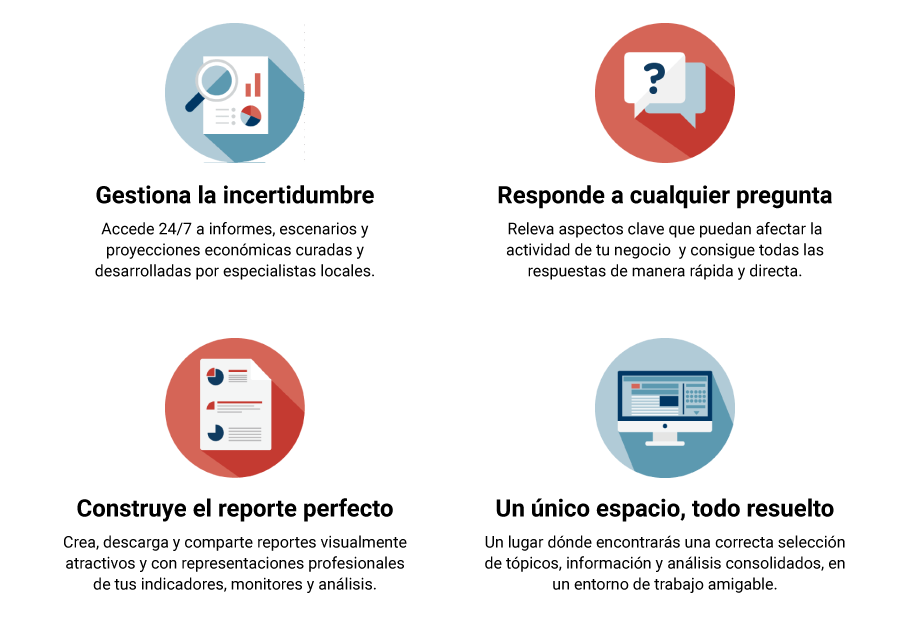 ?
Gestiona la incertidumbre
Accede 24/7 a informes, escenarios y
proyecciones económicas curadas y
desarrolladas por especialistas locales.
Responde a cualquier pregunta
Releva aspectos clave que puedan afectar la
actividad de tu negocio y consigue todas las
respuestas de manera rápida y directa.
Construye el reporte perfecto
Crea, descarga y comparte reportes visualmente
atractivos y con representaciones profesionales
de tus indicadores, monitores y análisis.
Un único espacio, todo resuelto
Un lugar dónde encontrarás una correcta selección
de tópicos, información y análisis consolidados, en
un entorno de trabajo amigable.